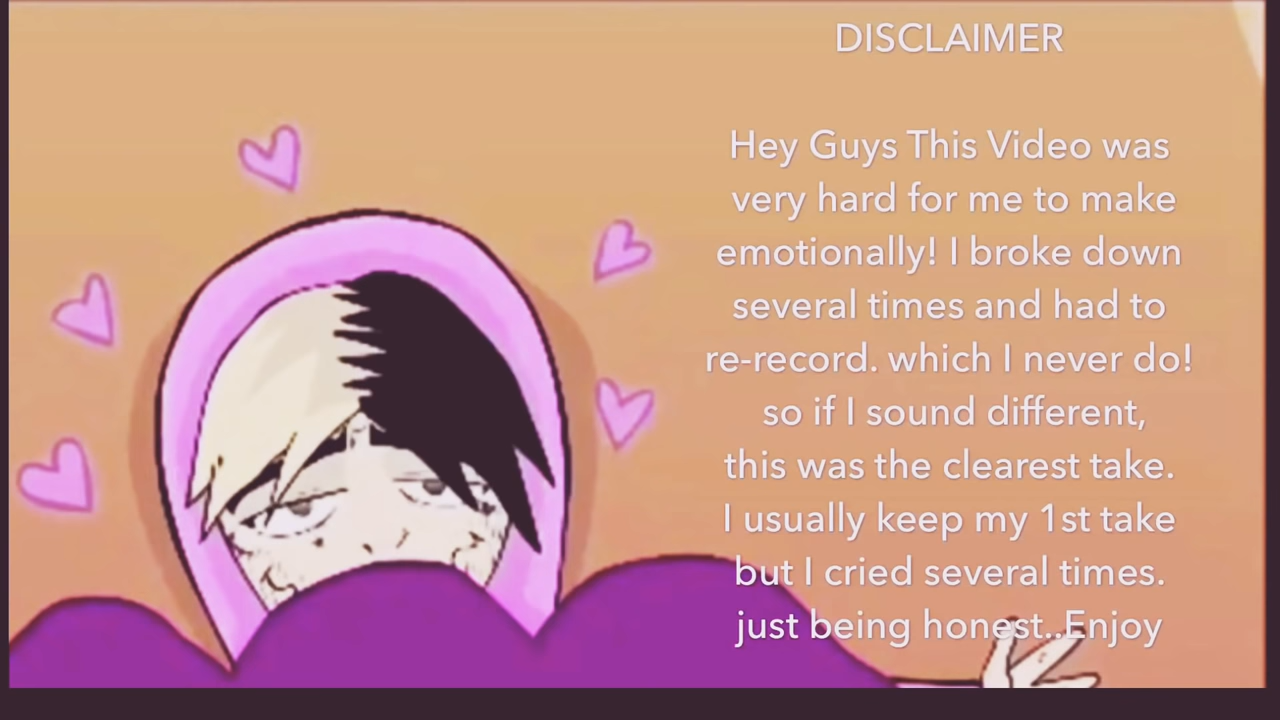 DISCLAIMER
Hey Guys This Video was
very hard for me to make
emotionally! I broke down
several times and had to
re-record. which I never do!
so if I sound different,
this was the clearest take.
I usually keep my 1st take
but I cried several times.
just being honest..Enjoy